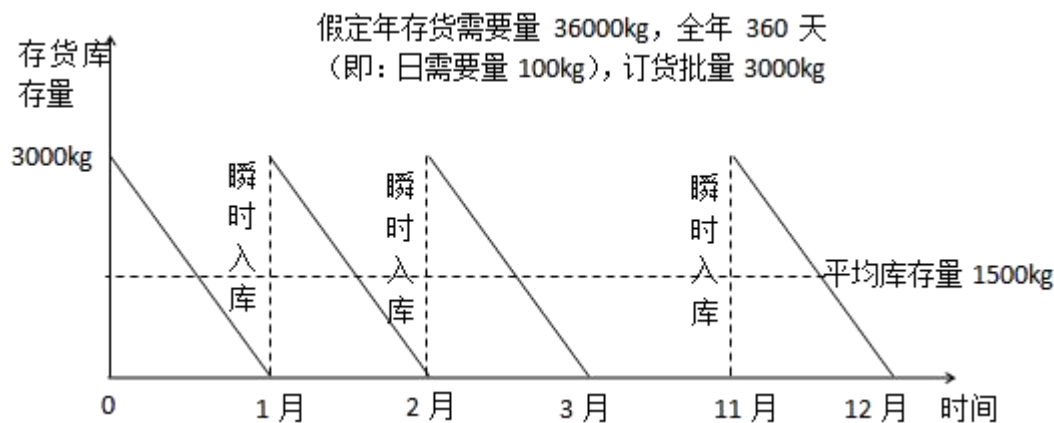 假定年存货需要量 36000kg，全年 360 天
（即：日需要量 100kg），订货批量 3000kg
存货库
存量
3000kg
瞬时入库
瞬时入库
瞬时入库
平均库存量 1500kg
0
1月
2月
3月
11月
12月
时间